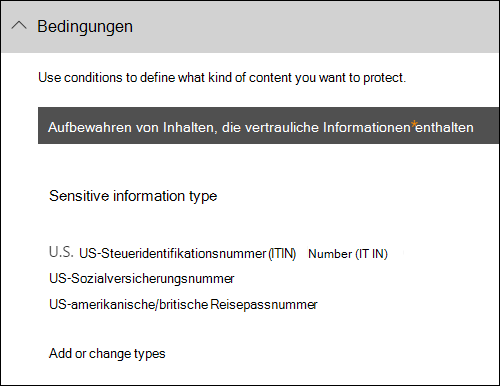 Bedingungen
Use conditions to define what kind of content you want to protect.
Aufbewahren von Inhalten, die vertrauliche Informationen*enthalten
Sensitive information type
U.S. US-Steueridentifikationsnummer (ITIN) Number (IT IN)
US-Sozialversicherungsnummer
US-amerikanische/britische Reisepassnummer
Add or change types